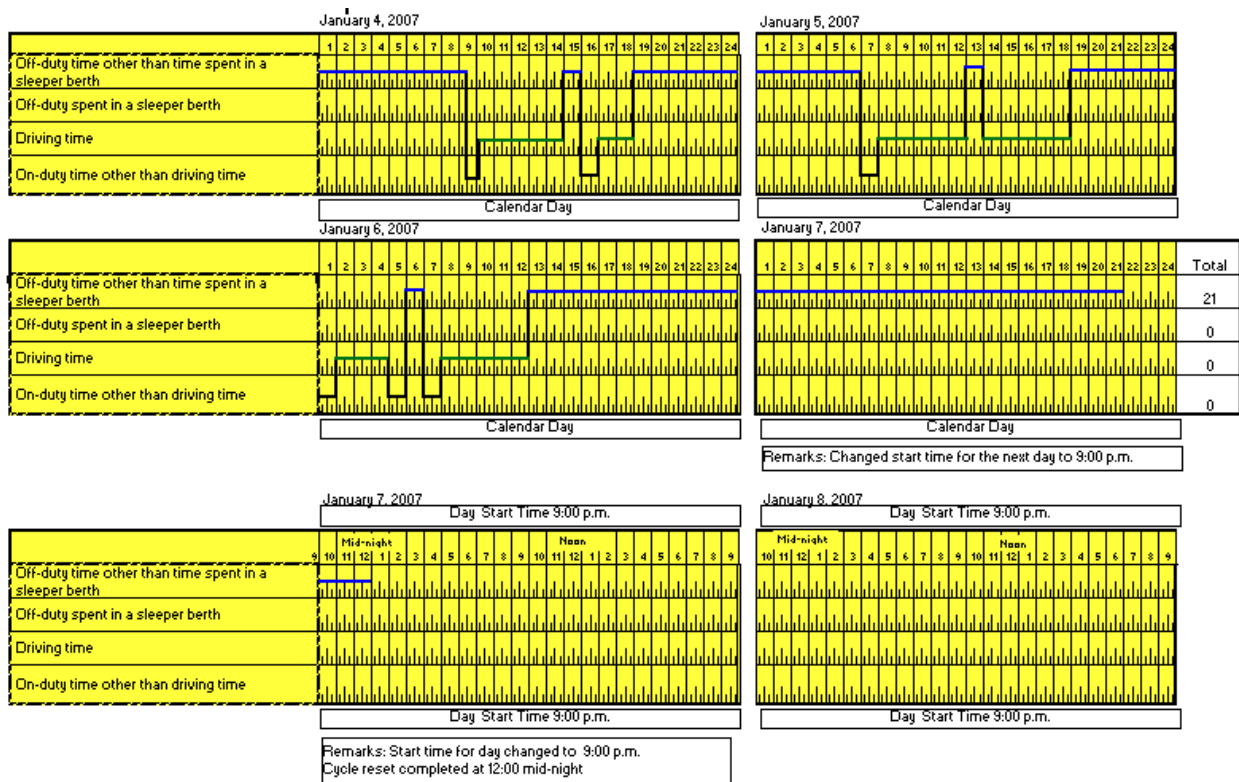 January 4, 2007
January 5, 2007
1 2 3 4 5 6 7 8 9 10 11 12 13 14 15 16 17 18 19 20 21 22 23 24
1 2 3 4 5 6 7 8 9 10 11 12 13 14 15 16 17 18 19 20 21 22 23 24
Off-duty time other than time spent in a
sleeper berth
Off-duty spent in a sleeper berth
Driving time
On-duty time other than driving time
Calendar Day
Calendar Day
January 6, 2007
January 7, 2007
1 2 3 4 5 6 7 8 9 10 11 12 13 14 15 16 17 18 19 20 21 22 23 24
1 2 3 4 5 6 7 8 9 10 11 12 13 14 15 16 17 18 19 20 21 22 23 24
Total
Off-duty time other than time spent in a
sleeper berth
21
Off-duty spent in a sleeper berth
0
Driving time
0
On-duty time other than driving time
0
Calendar Day
Calendar Day
Remarks: Changed start time for the next day to 9:00 p.m.
January 7, 2007
January 8, 2007
Day Start Time 9:00 p.m.
Day Start Time 9:00 p.m.
Mid-night
Noon
Mid-night
Noon
9 10 11 12 1 2 3 4 5 6 7 8 9 10 11 12 1 2 3 4 5 6 7 8 9
10 11 12 1 2 3 4 5 6 7 8 9 10 11 12 1 2 3 4 5 6 7 8 9
Off-duty time other than time spent in a
sleeper berth
Off-duty spent in a sleeper berth
Driving time
On-duty time other than driving time
Day Start Time 9:00 p.m.
Day Start Time 9:00 p.m.
Remarks: Start time for day changed to 9:00 p.m.
Cycle reset completed at 12:00 mid-night